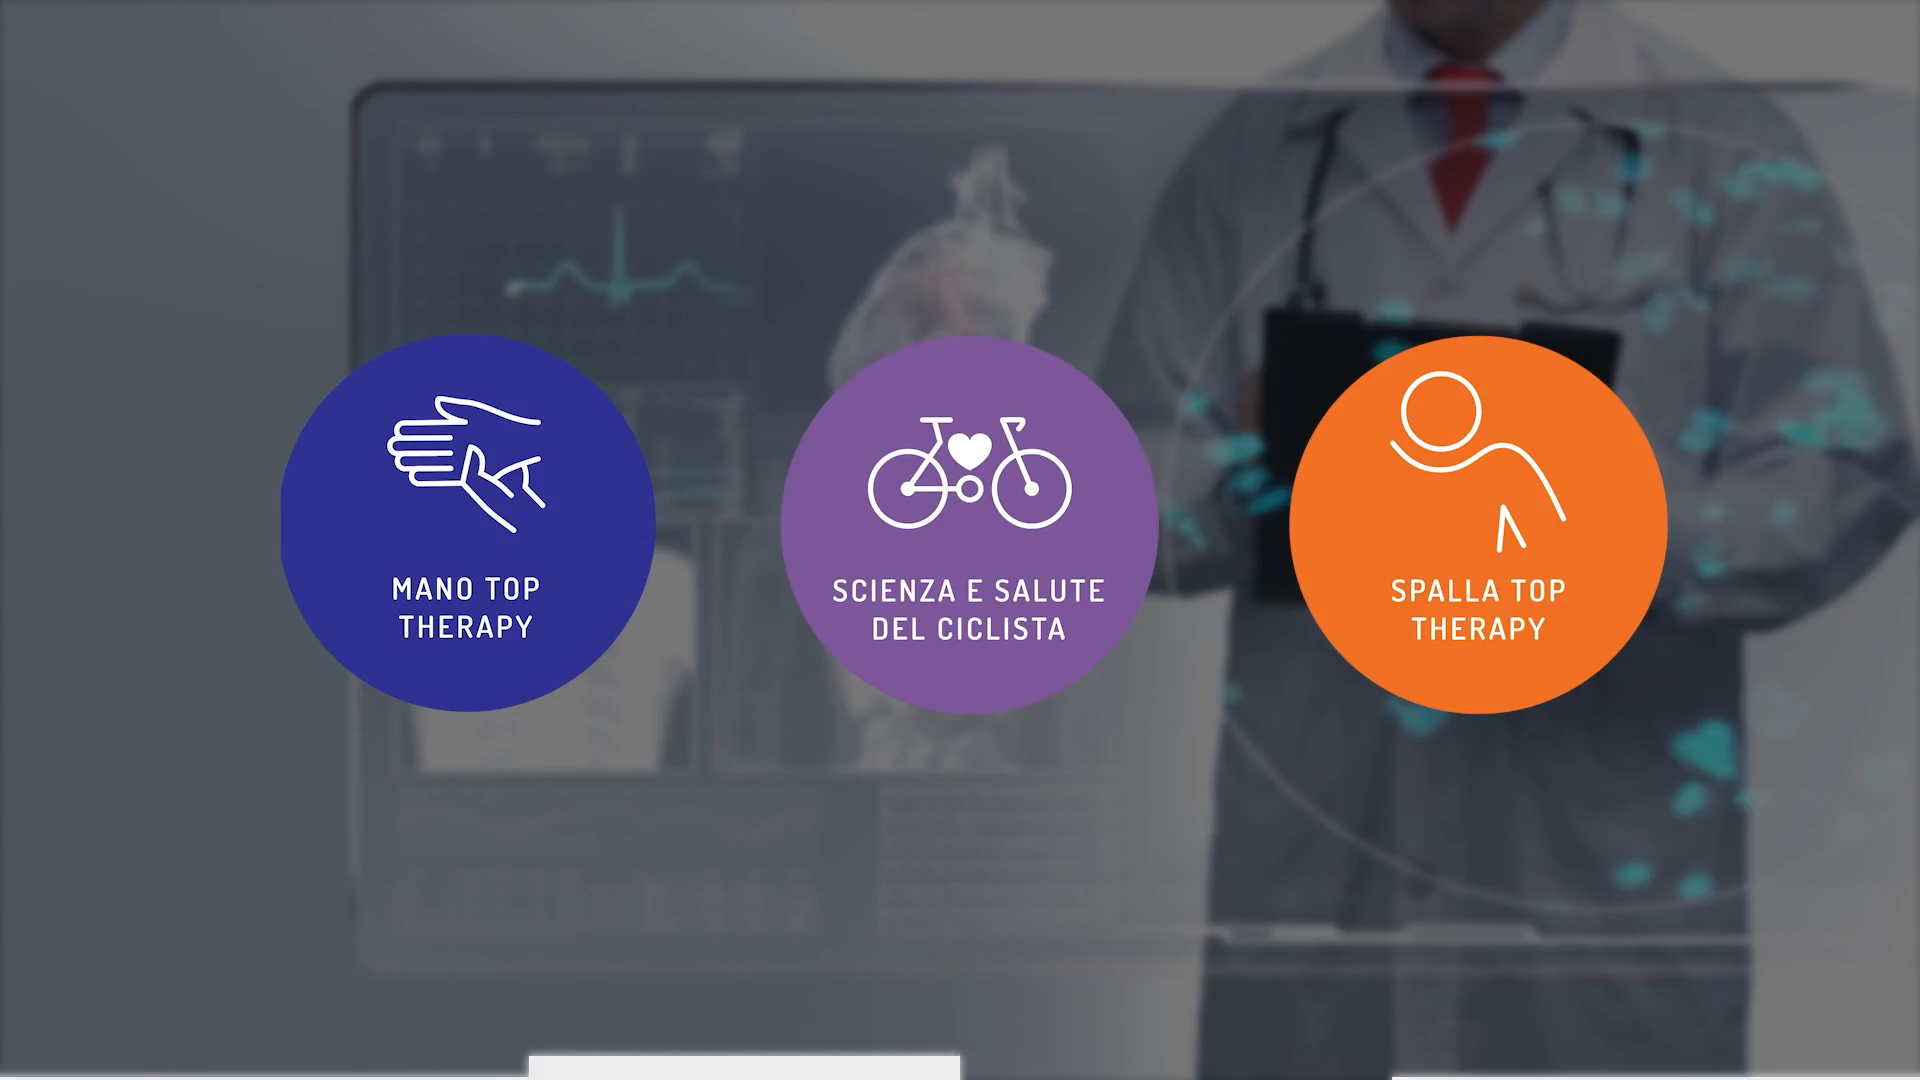 MANO TOP
THERAPY
SCIENZA E SALUTE
DEL CICLISTA
SPALLA TOP
THERAPY